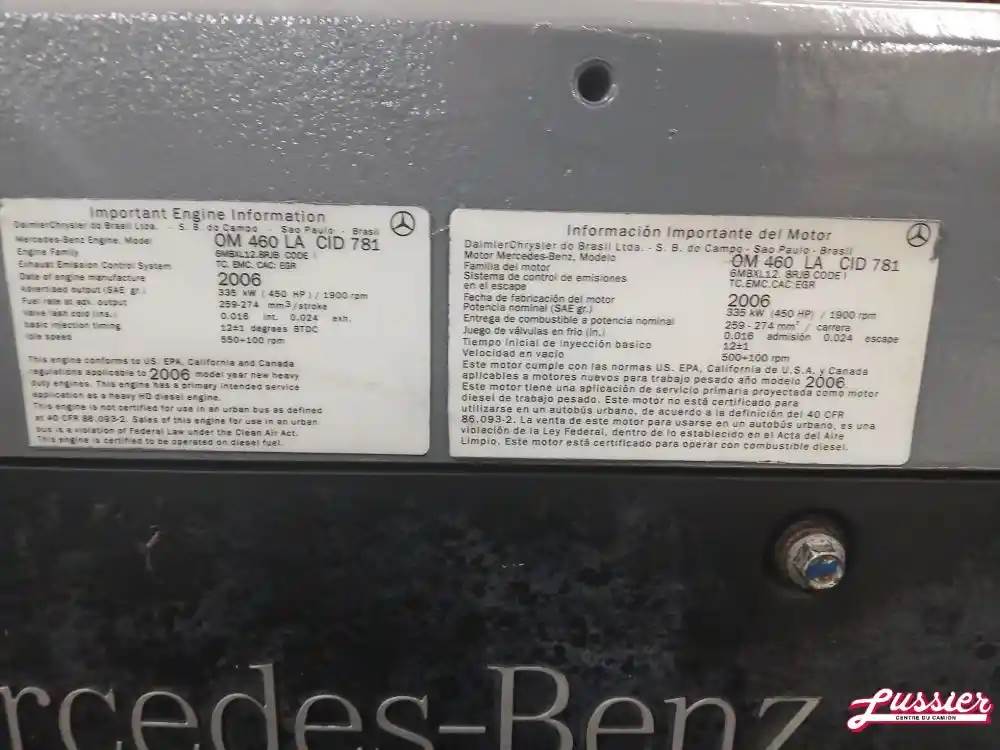 Important Engine Information
DaimlerChrysler do Brasil Ltda. - S. B. do Campo - Sao Paulo - Brasil
Mercedes-Benz Engine, Model OM 460 LA CID 781
Engine Family 6MBXL12.8RJB CODE I
Exhaust Emission Control System TC. EMC. CAC: EGR
Date of engine manufacture 2006
Advertised output (SAE gr.) 335 kW (450 HP) / 1900 rpm
Fuel rate at adv. output 259-274 mm³/stroke
Valve lash cold (ins.) 0.016 int. 0.024 exh.
basic injection timing 12±1 degrees BTDC
Idle speed 550÷100 rpm
This engine conforms to US. EPA, California and Canada
regulations applicable to 2006 model year new heavy
duty engines. This engine has a primary intended service
application as a heavy HD diesel engine.
This engine is not certified for use in an urban bus as defined
at 40 CFR 86.093-2. Sales of this engine for use in an urban
bus is a violation of Federal Law under the Clean Air Act.
This engine is certified to be operated on diesel fuel.
Información Importante del Motor
DaimlerChrysler do Brasil Ltda. - S. B. do Campo - Sao Paulo - Brasil
Motor Mercedes-Benz, Modelo OM 460 LA CID 781
Familia del motor 6MBXL12.8RJB CODE I
Sistema de control de emisiones
en el escape TC.EMC.CAC:EGR
Fecha de fabricación del motor 2006
Potencia nominal (SAE gr.) 335 kW (450 HP) / 1900 rpm
Entrega de combustible a potencia nominal 259-274 mm³ / carrera
Juego de válvulas en frio (in.) 0.016 admisión 0.024 escape
Tiempo Inicial de Inyección basico 12±1
Velocidad en vacio 500÷100 rpm
Este motor cumple con las normas US. EPA, California de U.S.A. y Canada
aplicables a motores nuevos para trabajo pesado año modelo 2006
Este motor tiene una aplicación de servicio primaria proyectada como motor
diesel de trabajo pesado. Este motor no está certificado para
utilizarse en un autobús urbano, de acuerdo a la definición del 40 CFR
86.093-2. La venta de este motor para usarse en un autobús urbano, es una
violación de la Ley Federal, dentro de lo establecido en el Acta del Aire
Limpio. Este motor está certificado para operar con combustible diesel.
rcedes-Benz
Lussier
CENTRE DU CAMION